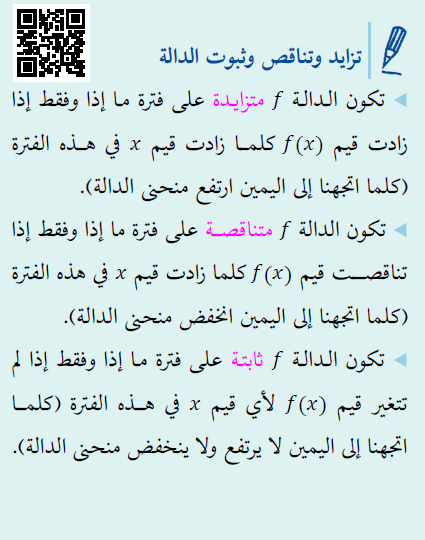 تزايد وتناقص وثبوت الدالة
تكون الدالة f متزايدة على فترة ما إذا وفقط إذا
زادت قيم f(x) كلما زادت قيم x في هذه الفترة
(كلما اتجهنا إلى اليمين ارتفع منحنى الدالة).
تكون الدالة f متناقصة على فترة ما إذا وفقط إذا
تناقصت قيم f(x) كلما زادت قيم x في هذه الفترة
(كلما اتجهنا إلى اليمين انخفض منحنى الدالة).
تكون الدالة f ثابتة على فترة ما إذا وفقط إذا لم
تتغير قيم f(x) لأي قيم x في هذه الفترة (كلما
اتجهنا إلى اليمين لا يرتفع ولا ينخفض منحنى الدالة).